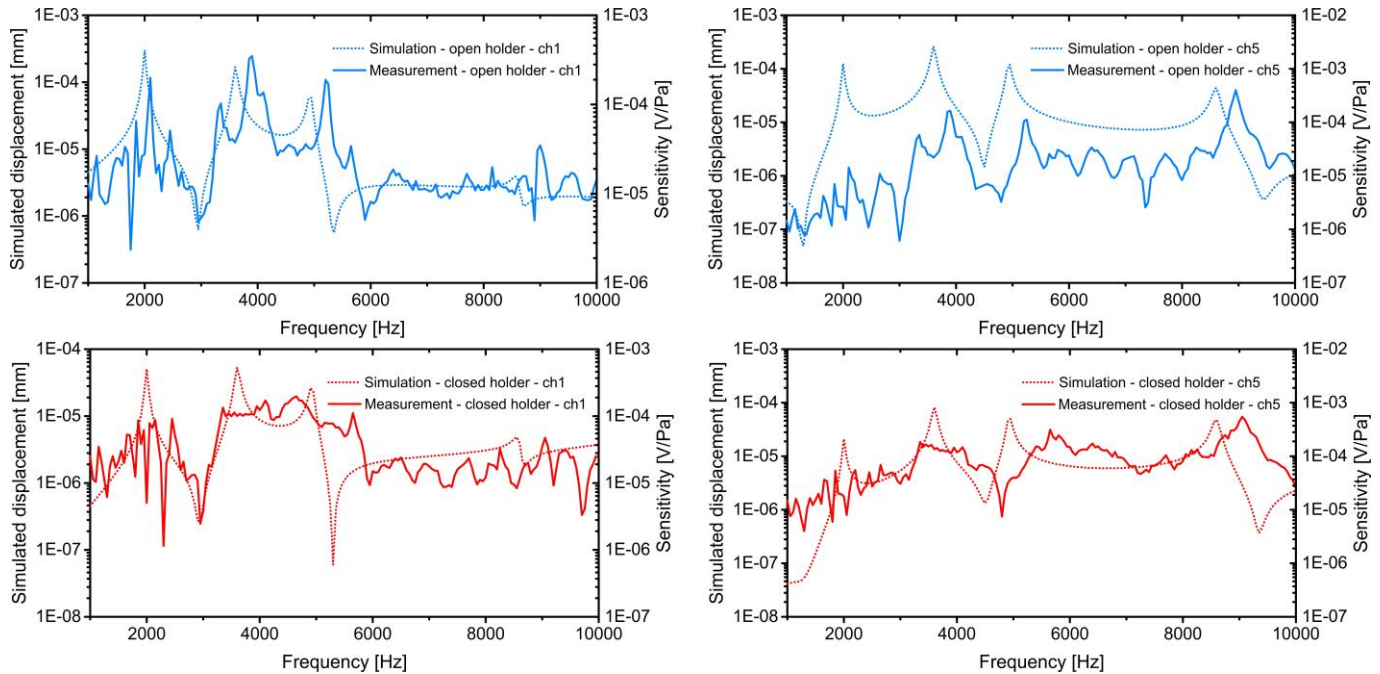 1E-03
1E-04
1E-05
1E-06
1E-07
Simulated displacement [mm]
Simulation - open holder - ch1
Measurement - open holder - ch1
1E-03
1E-04
1E-05
1E-06
Sensitivity [V/Pa]
2000 4000 6000 8000 10000
Frequency [Hz]
1E-03
1E-04
1E-05
1E-06
1E-07
1E-08
Simulated displacement [mm]
Simulation - open holder - ch5
Measurement - open holder - ch5
1E-02
1E-03
1E-04
1E-05
1E-06
1E-07
Sensitivity [V/Pa]
2000 4000 6000 8000 10000
Frequency [Hz]
1E-04
1E-05
1E-06
1E-07
1E-08
Simulated displacement [mm]
Simulation - closed holder - ch1
Measurement - closed holder - ch1
1E-03
1E-04
1E-05
1E-06
1E-07
Sensitivity [V/Pa]
2000 4000 6000 8000 10000
Frequency [Hz]
1E-03
1E-04
1E-05
1E-06
1E-07
1E-08
Simulated displacement [mm]
Simulation - closed holder - ch5
Measurement - closed holder - ch5
1E-02
1E-03
1E-04
1E-05
1E-06
1E-07
Sensitivity [V/Pa]
2000 4000 6000 8000 10000
Frequency [Hz]